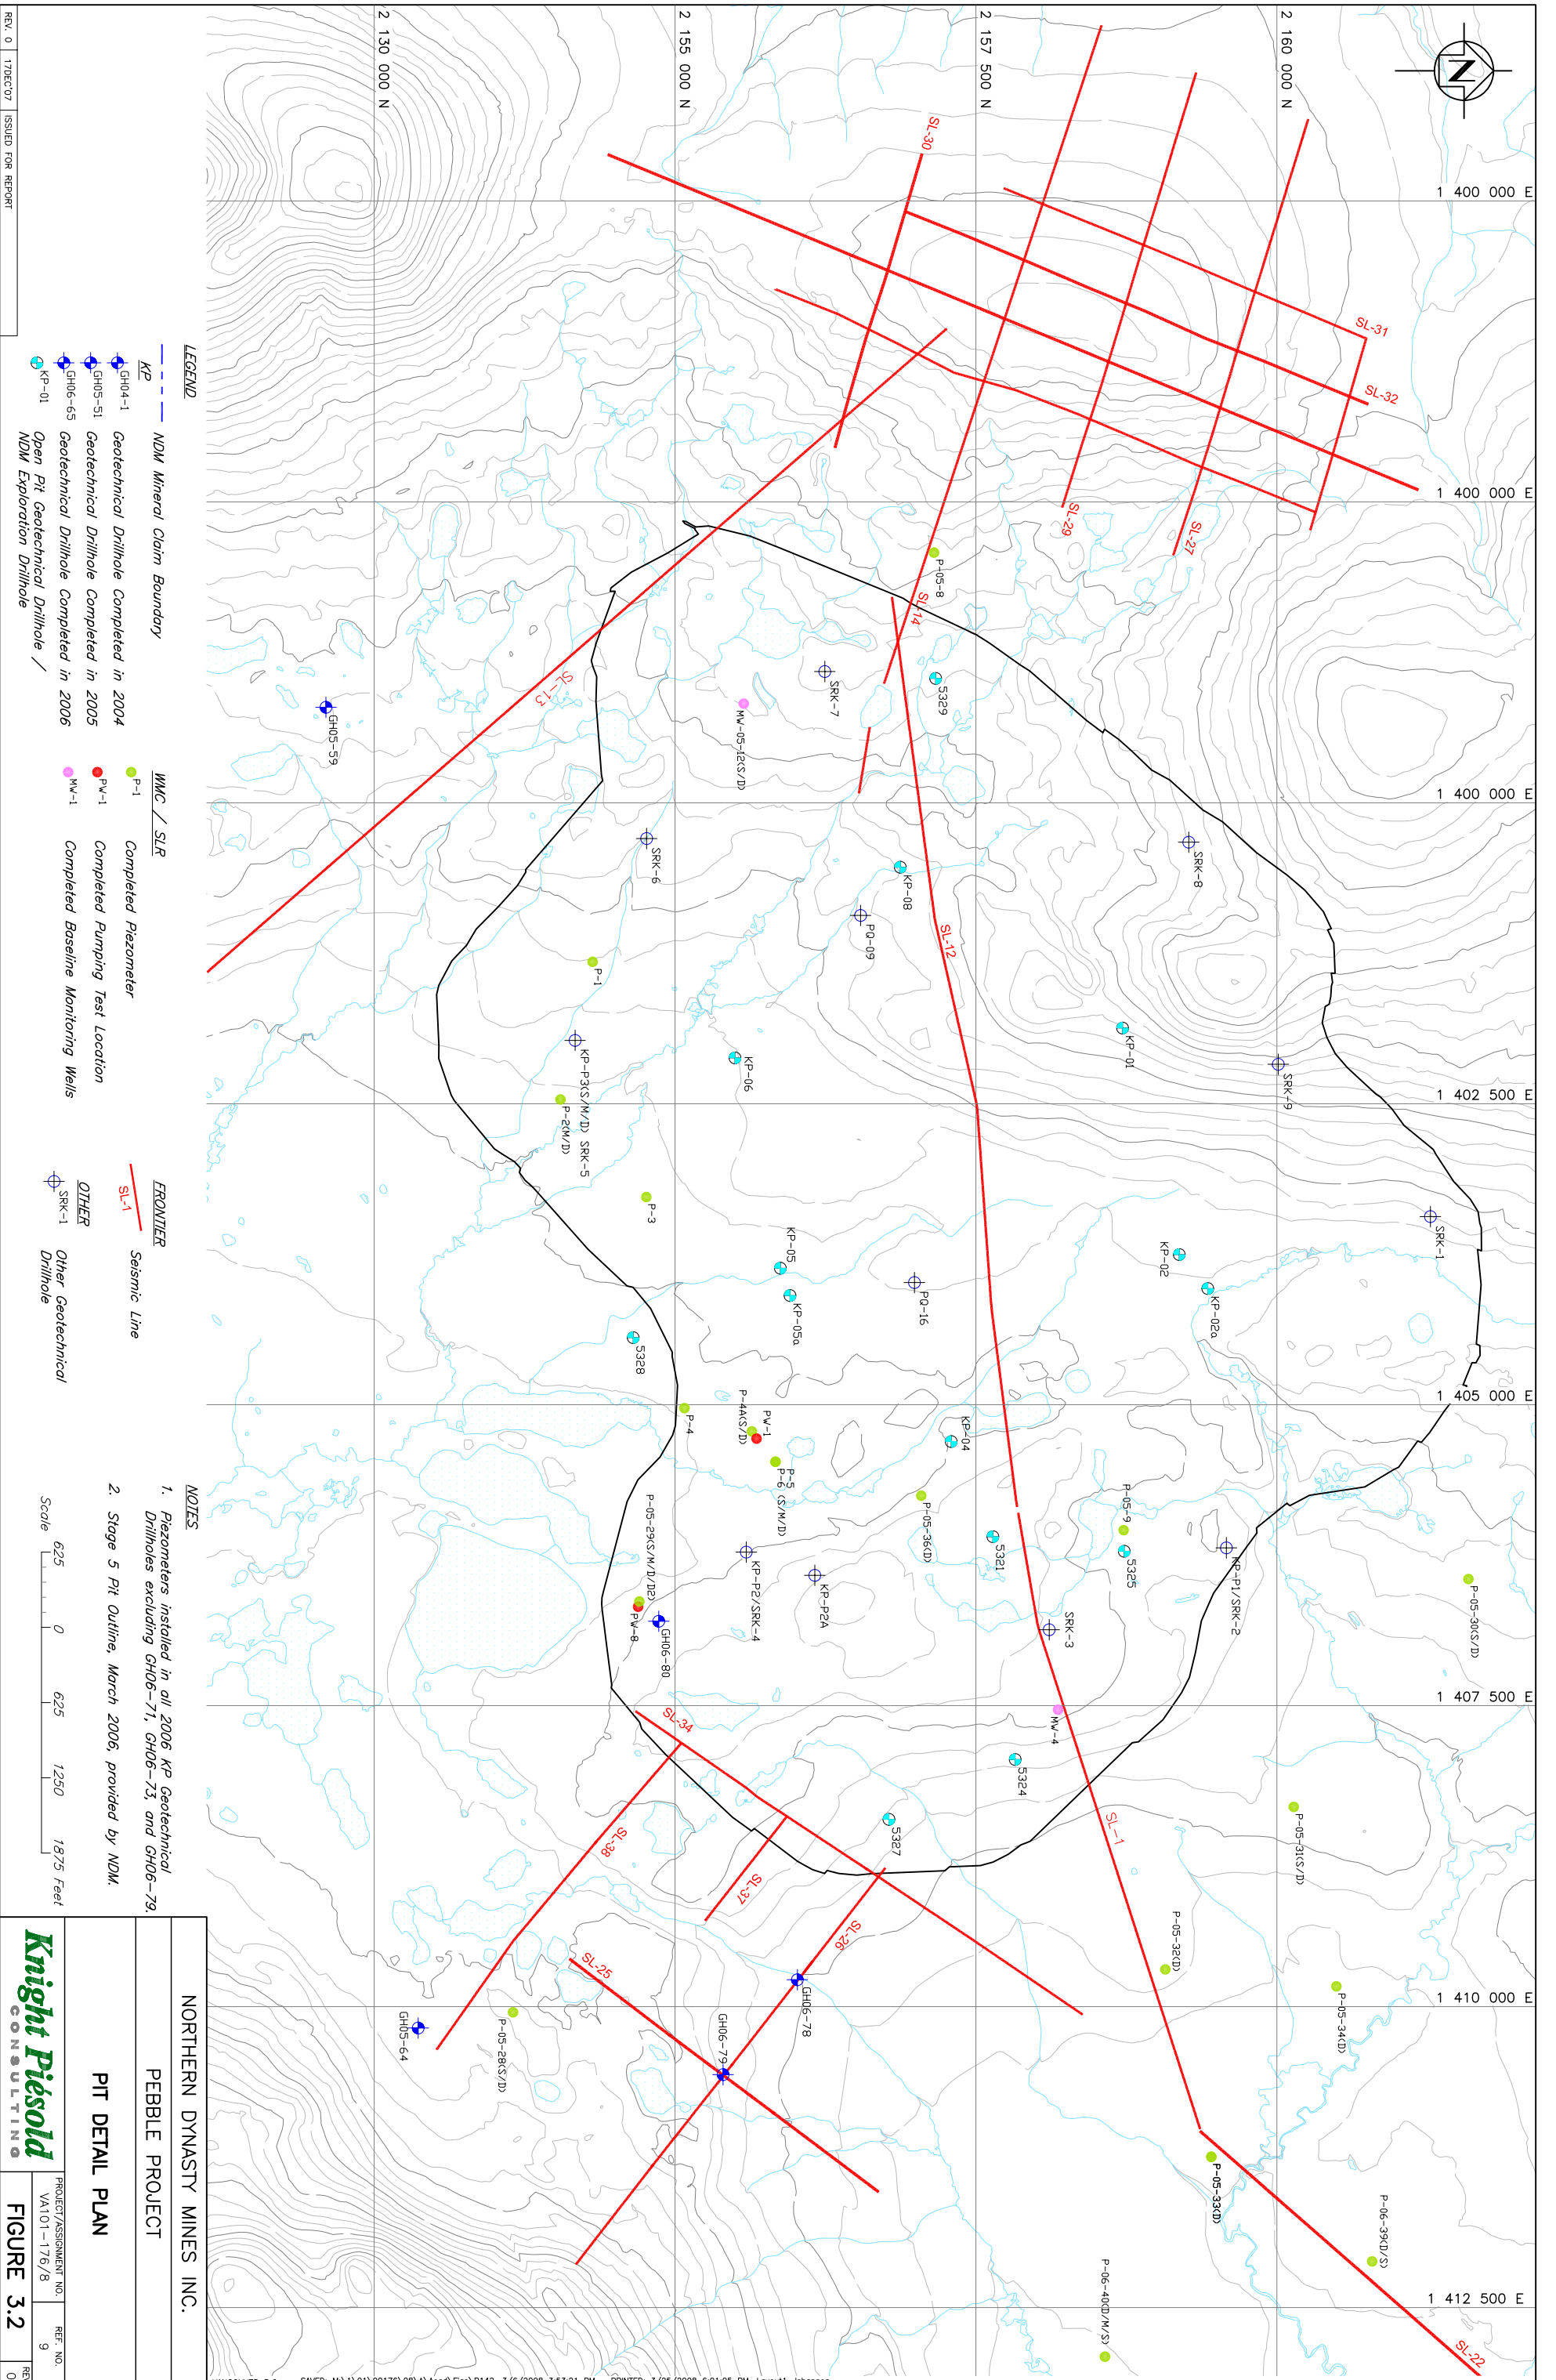 2 160 000 N
2 157 500 N
2 155 000 N
2 130 000 N
1 400 000 E
1 400 000 E
1 400 000 E
1 402 500 E
1 405 000 E
1 407 500 E
1 410 000 E
1 412 500 E
N
SL-30
SL-31
SL-32
SL-29
SL-27
SL-14
SL-13
SL-12
SL-1
SL-34
SL-38
SL-37
SL-26
SL-25
SL-22
P-05-8
5329
SRK-7
MW-05-12(S/D)
GH05-59
SRK-6
SRK-8
KP-08
PQ-09
P-1
KP-01
SRK-9
KP-06
KP-P3(S/M/D) SRK-5
P-2(M/D)
P-3
SRK-1
KP-02
KP-02a
KP-05
KP-05a
PQ-16
5328
P-4
P-4A(S/D)
PW-1
P-5
P-6 (S/M/D)
KP-04
P-05-36(D)
5321
P-05-9
5325
KP-P1/SRK-2
P-05-30(S/D)
KP-P2/SRK-4
KP-P2A
SRK-3
P-05-29(S/M/D/D2)
PW-8
GH06-80
MW-4
5324
5327
P-05-31(S/D)
P-05-32(D)
P-05-34(D)
GH06-78
GH06-79
GH05-64
P-05-28(S/D)
P-05-33(D)
P-06-39(D/S)
P-06-40(D/M/S)
LEGEND
NDM Mineral Claim Boundary
KP
GH04-1 Geotechnical Drillhole Completed in 2004
GH05-51 Geotechnical Drillhole Completed in 2005
GH06-65 Geotechnical Drillhole Completed in 2006
KP-01 Open Pit Geotechnical Drillhole /
NDM Exporation Drillhole
WMC / SLR
P-1 Completed Piezometer
PW-1 Completed Pumping Test Location
MW-1 Completed Baseline Monitoring Wells
FRONTIER
SL-1 Seismic Line
OTHER
SRK-1 Other Geotechnical
Drillhole
NOTES
1. Piezometers installed in all 2006 KP Geotechnical
Drillholes excluding GH06-71, GH06-73, and GH06-79.
2. Stage 5 Pit Outline, March 2006, provided by NDM.
Scale 625 0 625 1250 1875 Feet
REV. 0 17DEC'07 ISSUED FOR REPORT
NORTHERN DYNASTY MINES INC.
PEBBLE PROJECT
PIT DETAIL PLAN
Knight Piésold
CONSULTING
PROJECT/ASSIGNMENT NO.
VA101-176/8
REF. NO.
9
FIGURE 3.2
REV
0